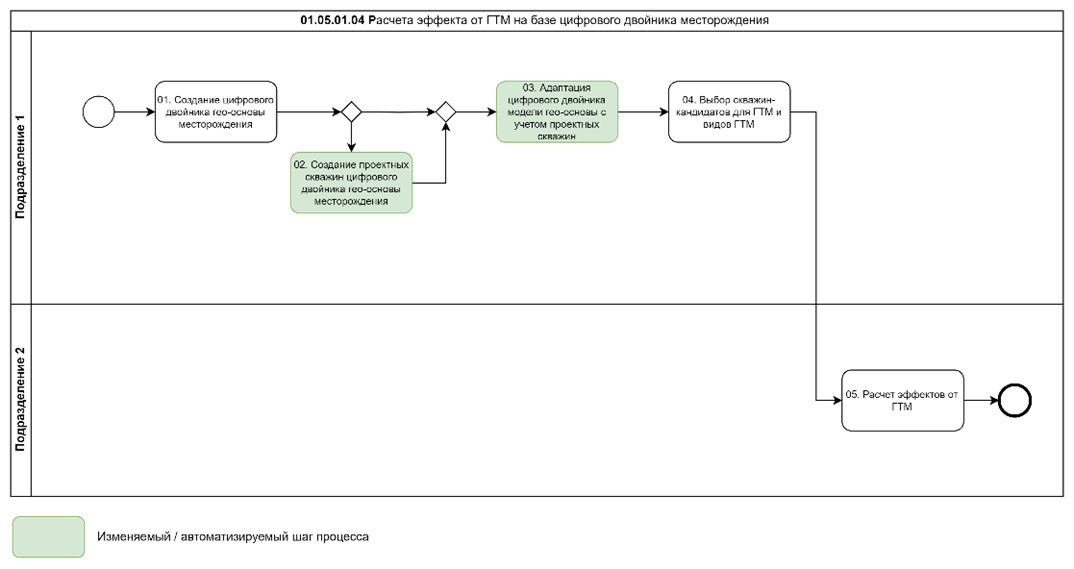 01.05.01.04 Расчета эффекта от ГТМ на базе цифрового двойника месторождения
Подразделение 1
01. Создание цифрового
двойника гео-основы
месторождения
02. Создание проектных
скважин цифрового
двойника гео-основы
месторождения
03. Адаптация
цифрового двойника
модели гео-основы с
учетом проектных
скважин
04. Выбор скважин-
кандидатов для ГТМ и
видов ГТМ
Подразделение 2
05. Расчет эффектов от
ГТМ
Изменяемый / автоматизируемый шаг процесса